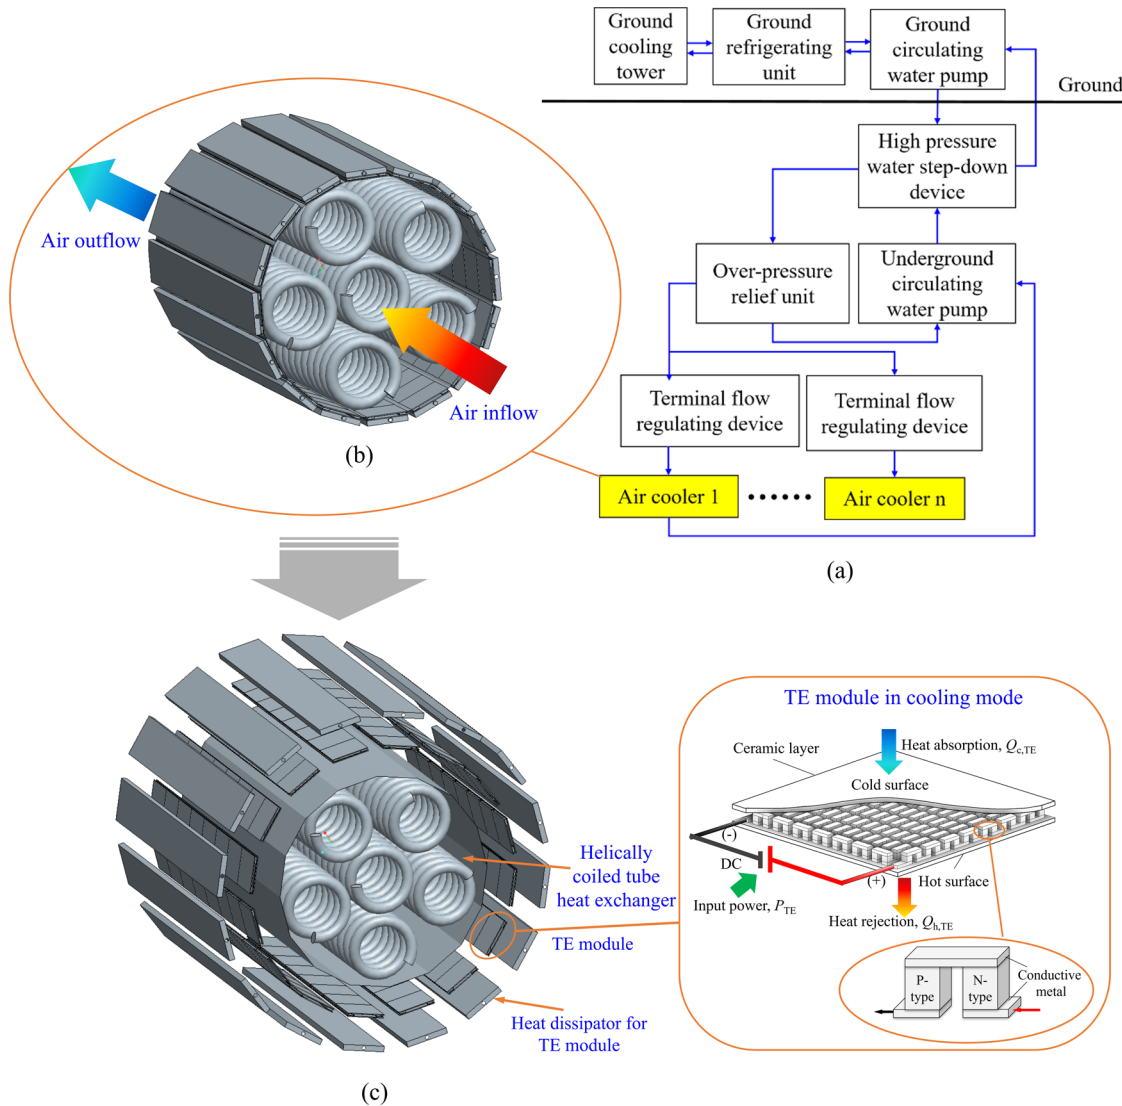 Ground
cooling
tower
Ground
refrigerating
unit
Ground
circulating
water pump
Ground
High pressure
water step-down
device
Over-pressure
relief unit
Underground
circulating
water pump
Terminal flow
regulating device
Terminal flow
regulating device
Air cooler 1
Air cooler n
(a)
Air outflow
Air inflow
(b)
Helically
coiled tube
heat exchanger
TE module
Heat dissipator for
TE module
(c)
TE module in cooling mode
Ceramic layer
Heat absorption, Qc,TE
Cold surface
(-)
DC
(+)
Hot surface
Input power, PTE
Heat rejection, Qh,TE
P-
type
N-
type
Conductive
metal